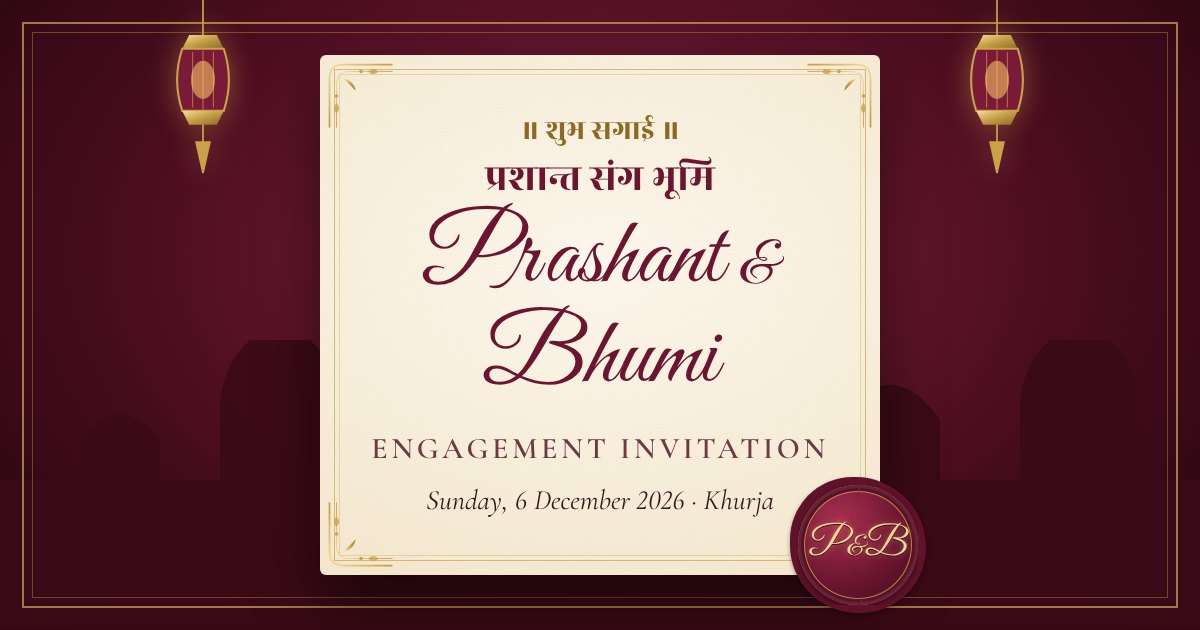 ॥ शुभ सगाई ॥
प्रशान्त संग भूमि
Prashant &
Bhumi
ENGAGEMENT INVITATION
Sunday, 6 December 2026 · Khurja
P&B